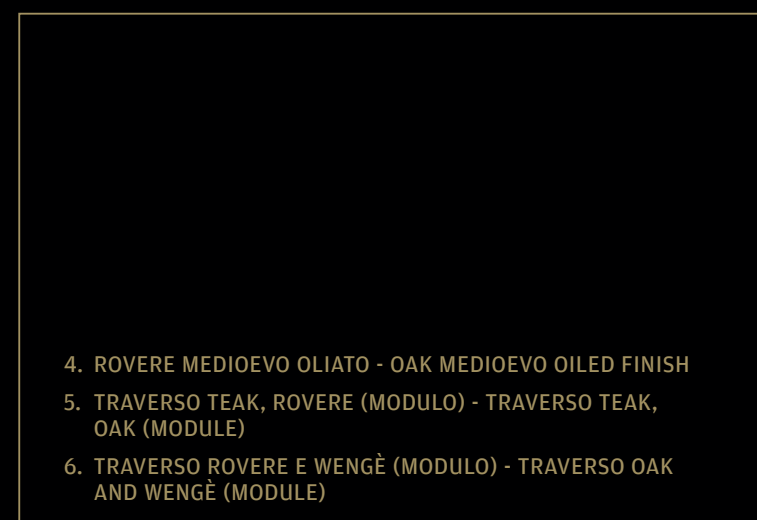 4. ROVERE MEDIOEVO OLIATO - OAK MEDIOEVO OILED FINISH
5. TRAVERSO TEAK, ROVERE (MODULO) - TRAVERSO TEAK,
OAK (MODULE)
6. TRAVERSO ROVERE E WENGÈ (MODULO) - TRAVERSO OAK
AND WENGÈ (MODULE)